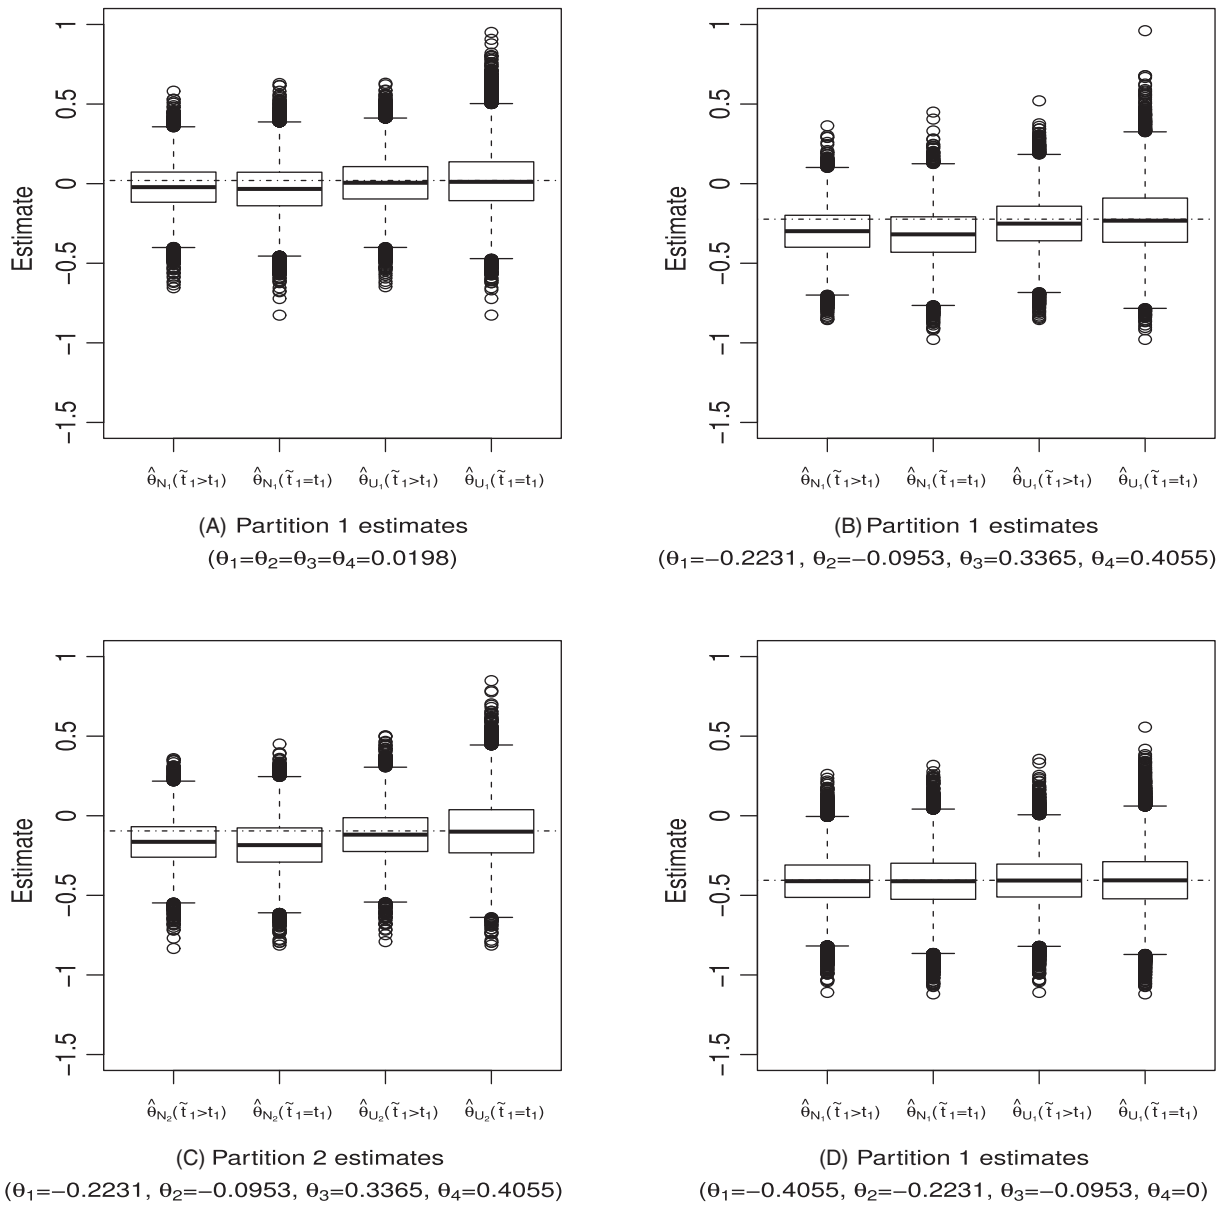 Estimate
1
0.5
0
−0.5
−1
−1.5
θ̂N₁(t̃₁>t₁) θ̂N₁(t̃₁=t₁) θ̂U₁(t̃₁>t₁) θ̂U₁(t̃₁=t₁)
(A) Partition 1 estimates
(θ₁=θ₂=θ₃=θ₄=0.0198)
Estimate
1
0.5
0
−0.5
−1
−1.5
θ̂N₁(t̃₁>t₁) θ̂N₁(t̃₁=t₁) θ̂U₁(t̃₁>t₁) θ̂U₁(t̃₁=t₁)
(B) Partition 1 estimates
(θ₁=−0.2231, θ₂=−0.0953, θ₃=0.3365, θ₄=0.4055)
Estimate
1
0.5
0
−0.5
−1
−1.5
θ̂N₂(t̃₁>t₁) θ̂N₂(t̃₁=t₁) θ̂U₂(t̃₁>t₁) θ̂U₂(t̃₁=t₁)
(C) Partition 2 estimates
(θ₁=−0.2231, θ₂=−0.0953, θ₃=0.3365, θ₄=0.4055)
Estimate
1
0.5
0
−0.5
−1
−1.5
θ̂N₁(t̃₁>t₁) θ̂N₁(t̃₁=t₁) θ̂U₁(t̃₁>t₁) θ̂U₁(t̃₁=t₁)
(D) Partition 1 estimates
(θ₁=−0.4055, θ₂=−0.2231, θ₃=−0.0953, θ₄=0)